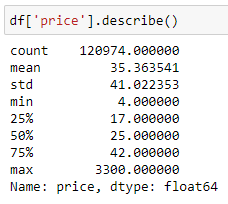 df['price'].describe()
count    120974.000000
mean         35.363541
std          41.022353
min           4.000000
25%          17.000000
50%          25.000000
75%          42.000000
max        3300.000000
Name: price, dtype: float64